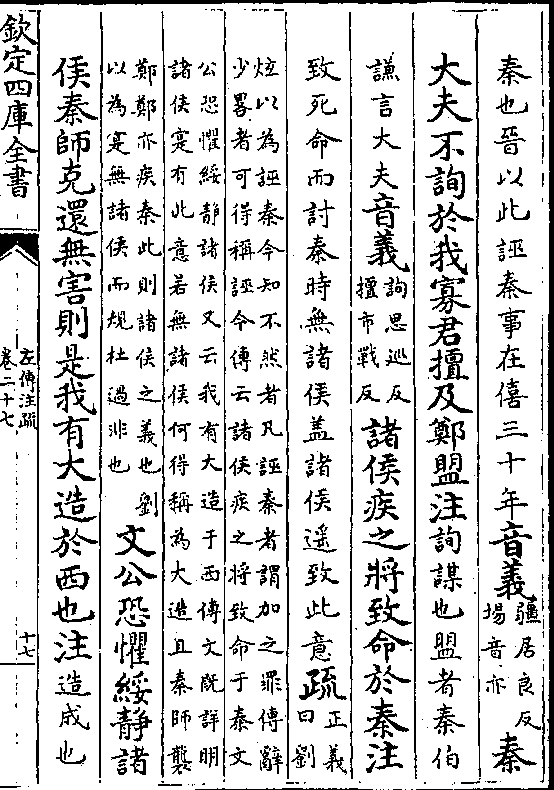 秦也晉以此誣秦事在僖三十年音義疆居良反場音亦秦
大夫不詢於我寡君擅及鄭盟注詢謀也盟者秦伯
謙言大夫音義詢思巡反擅市戰反諸侯疾之將致命於秦注
致死命而討秦時無諸侯盖諸侯遥致此意疏正義曰劉
炫以為誣秦今知不然者凡誣秦者謂加之罪傳辭
少畧者可得稱誣今傳云諸侯疾之將致命于秦文
公恐懼綏靜諸侯又云我有大造于西傳文既詳明
諸侯寔有此意若無諸侯何得稱為大造且秦師襲
鄭鄭亦疾秦此則諸侯之義也劉
以為寔無諸侯而規杜過非也
文公恐懼綏靜諸
侯秦師克還無害則是我有大造於西也注造成也
欽定四庫全書
左傳注疏
卷二十七
十七